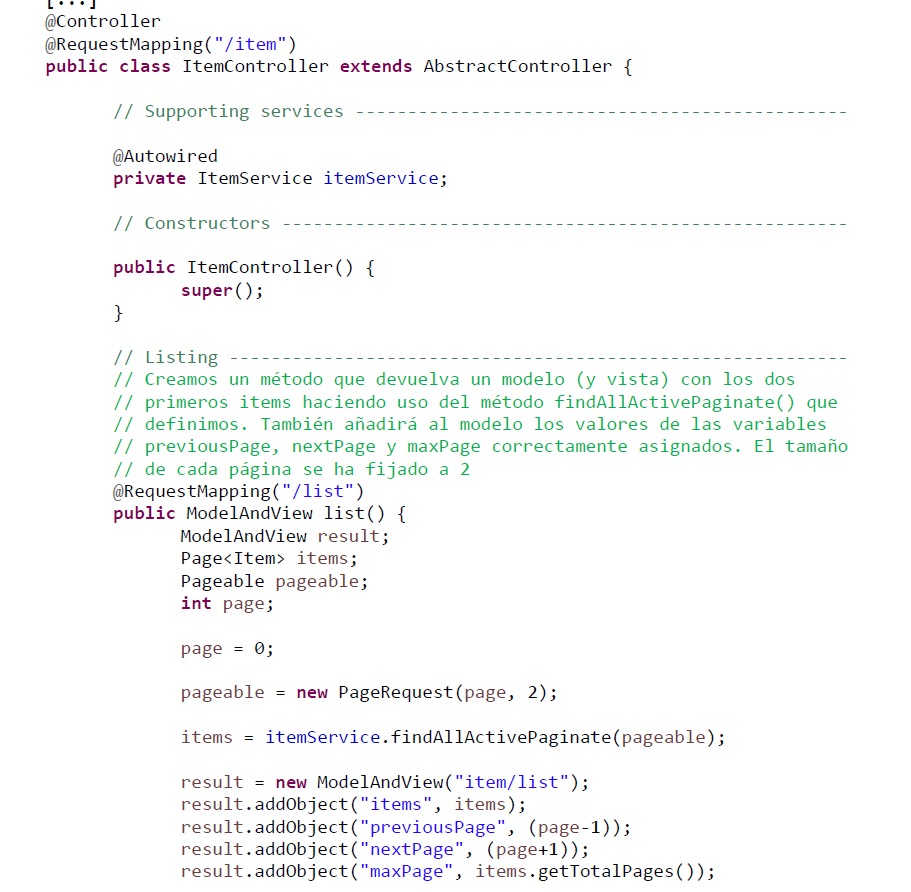 [...]
@Controller
@RequestMapping("/item")
public class ItemController extends AbstractController {
// Supporting services -----------------------------------------------
@Autowired
private ItemService itemService;
// Constructors ------------------------------------------------------
public ItemController() {
super();
}
// Listing -----------------------------------------------------------
// Creamos un método que devuelva un modelo (y vista) con los dos
// primeros items haciendo uso del método findAllActivePaginate() que
// definimos. También añadirá al modelo los valores de las variables
// previousPage, nextPage y maxPage correctamente asignados. El tamaño
// de cada página se ha fijado a 2
@RequestMapping("/list")
public ModelAndView list() {
ModelAndView result;
Page<Item> items;
Pageable pageable;
int page;
page = 0;
pageable = new PageRequest(page, 2);
items = itemService.findAllActivePaginate(pageable);
result = new ModelAndView("item/list");
result.addObject("items", items);
result.addObject("previousPage", (page-1));
result.addObject("nextPage", (page+1));
result.addObject("maxPage", items.getTotalPages());